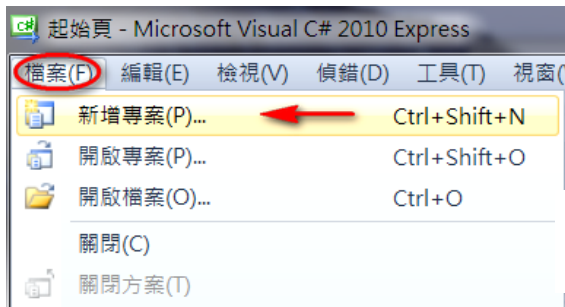 起始頁 - Microsoft Visual C# 2010 Express
檔案(F) 編輯(E) 檢視(V) 偵錯(D) 工具(T) 視窗(
新增專案(P)... Ctrl+Shift+N
開啟專案(P)... Ctrl+Shift+O
開啟檔案(O)... Ctrl+O
關閉(C)
關閉方案(T)